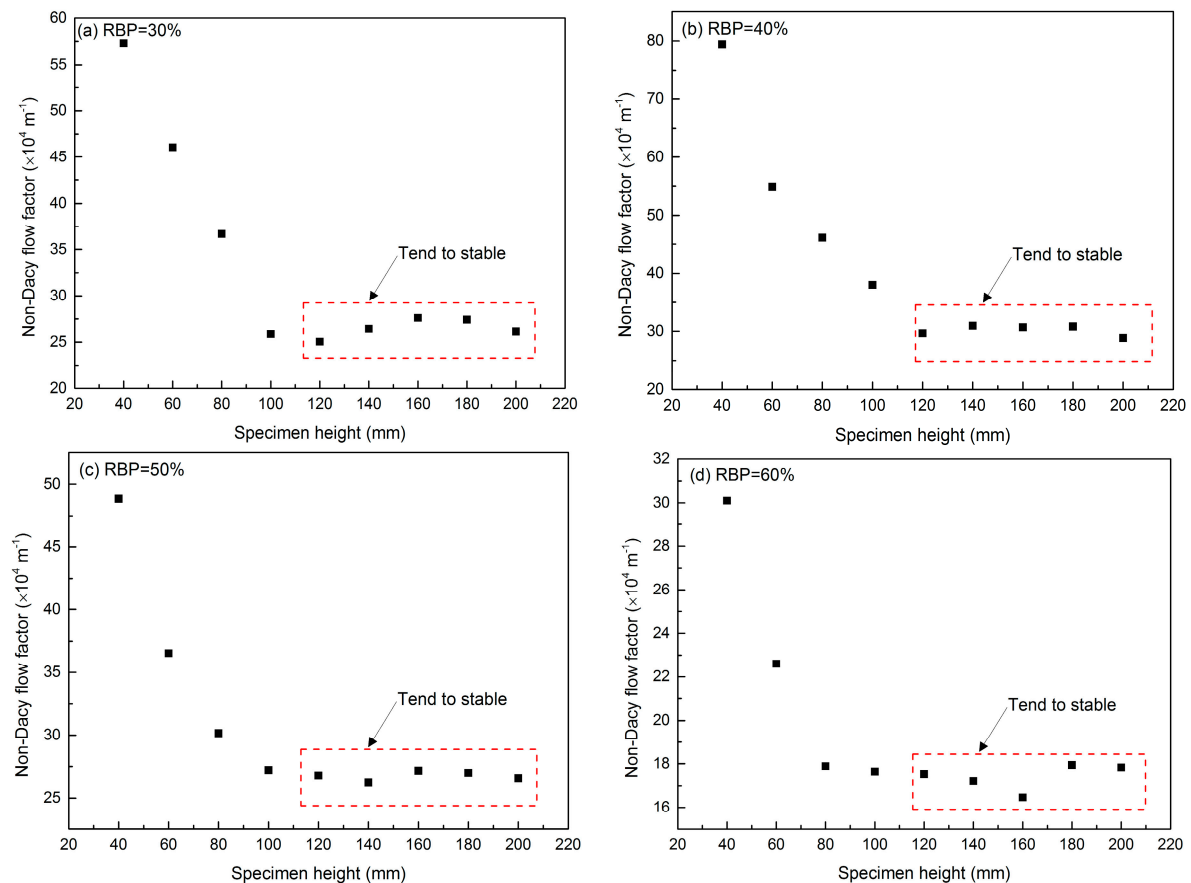 (a) RBP=30%
60
55
50
45
40
35
30
25
20
Non-Dacy flow factor (×10⁴ m⁻¹)
Tend to stable
20 40 60 80 100 120 140 160 180 200 220
Specimen height (mm)
(b) RBP=40%
80
70
60
50
40
30
20
Non-Dacy flow factor (×10⁴ m⁻¹)
Tend to stable
20 40 60 80 100 120 140 160 180 200 220
Specimen height (mm)
(c) RBP=50%
50
45
40
35
30
25
Non-Dacy flow factor (×10⁴ m⁻¹)
Tend to stable
20 40 60 80 100 120 140 160 180 200 220
Specimen height (mm)
(d) RBP=60%
32
30
28
26
24
22
20
18
16
Non-Dacy flow factor (×10⁴ m⁻¹)
Tend to stable
20 40 60 80 100 120 140 160 180 200 220
Specimen height (mm)